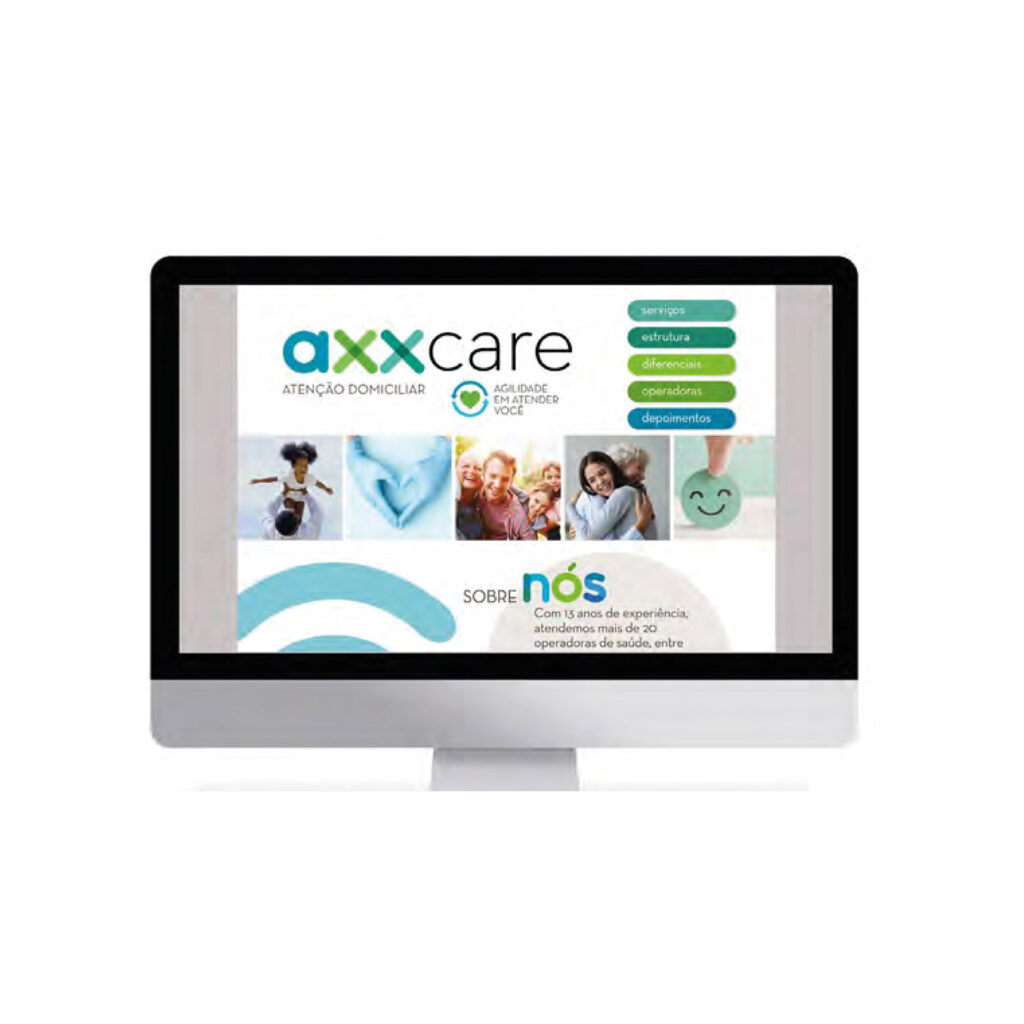 axxcare
ATENÇÃO DOMICILIAR
AGILIDADE
EM ATENDER
VOCÊ
serviços
estrutura
diferenciais
operadoras
depoimentos
SOBRE nós
Com 13 anos de experiência,
atendemos mais de 20
operadoras de saúde, entre